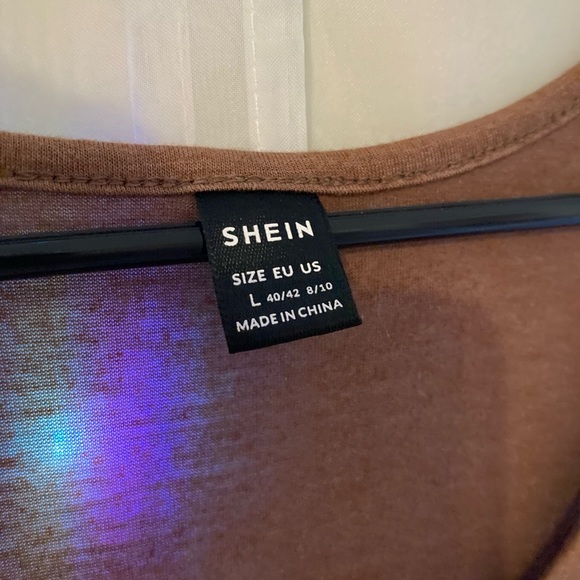 SHEIN
SIZE EU US
L 40/42 8/10
MADE IN CHINA